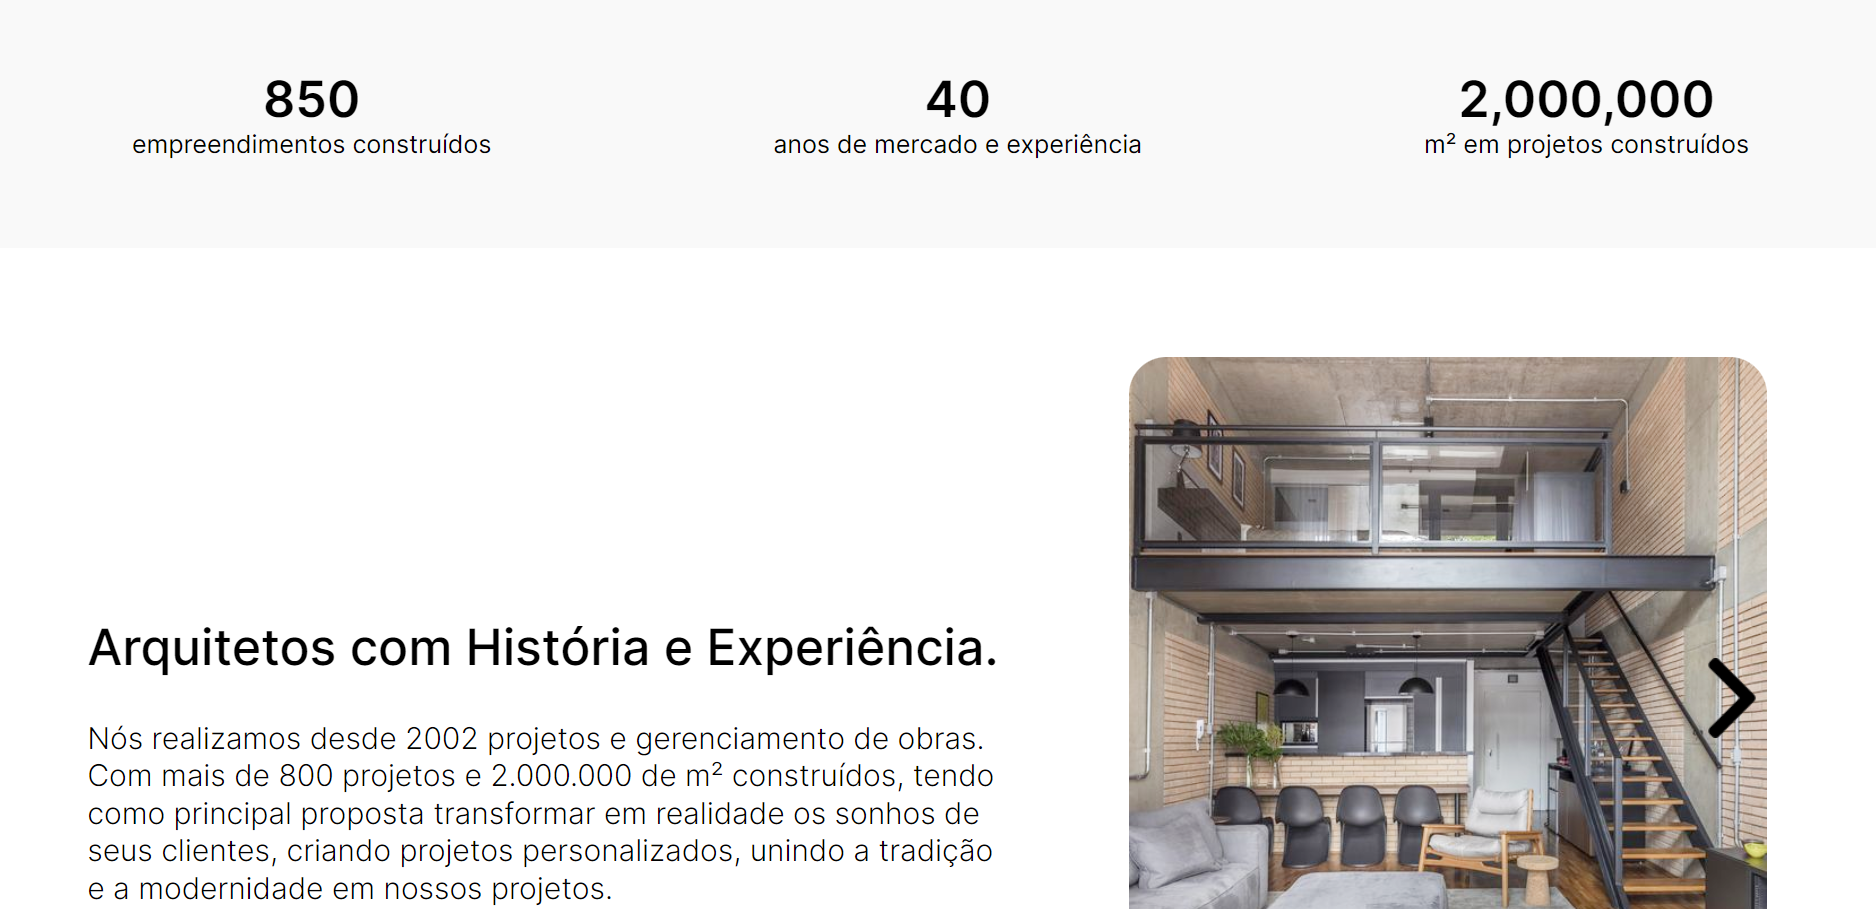 850
empreendimentos construídos
40
anos de mercado e experiência
2,000,000
m² em projetos construídos
Arquitetos com História e Experiência.
Nós realizamos desde 2002 projetos e gerenciamento de obras.
Com mais de 800 projetos e 2.000.000 de m² construídos, tendo
como principal proposta transformar em realidade os sonhos de
seus clientes, criando projetos personalizados, unindo a tradição
e a modernidade em nossos projetos.